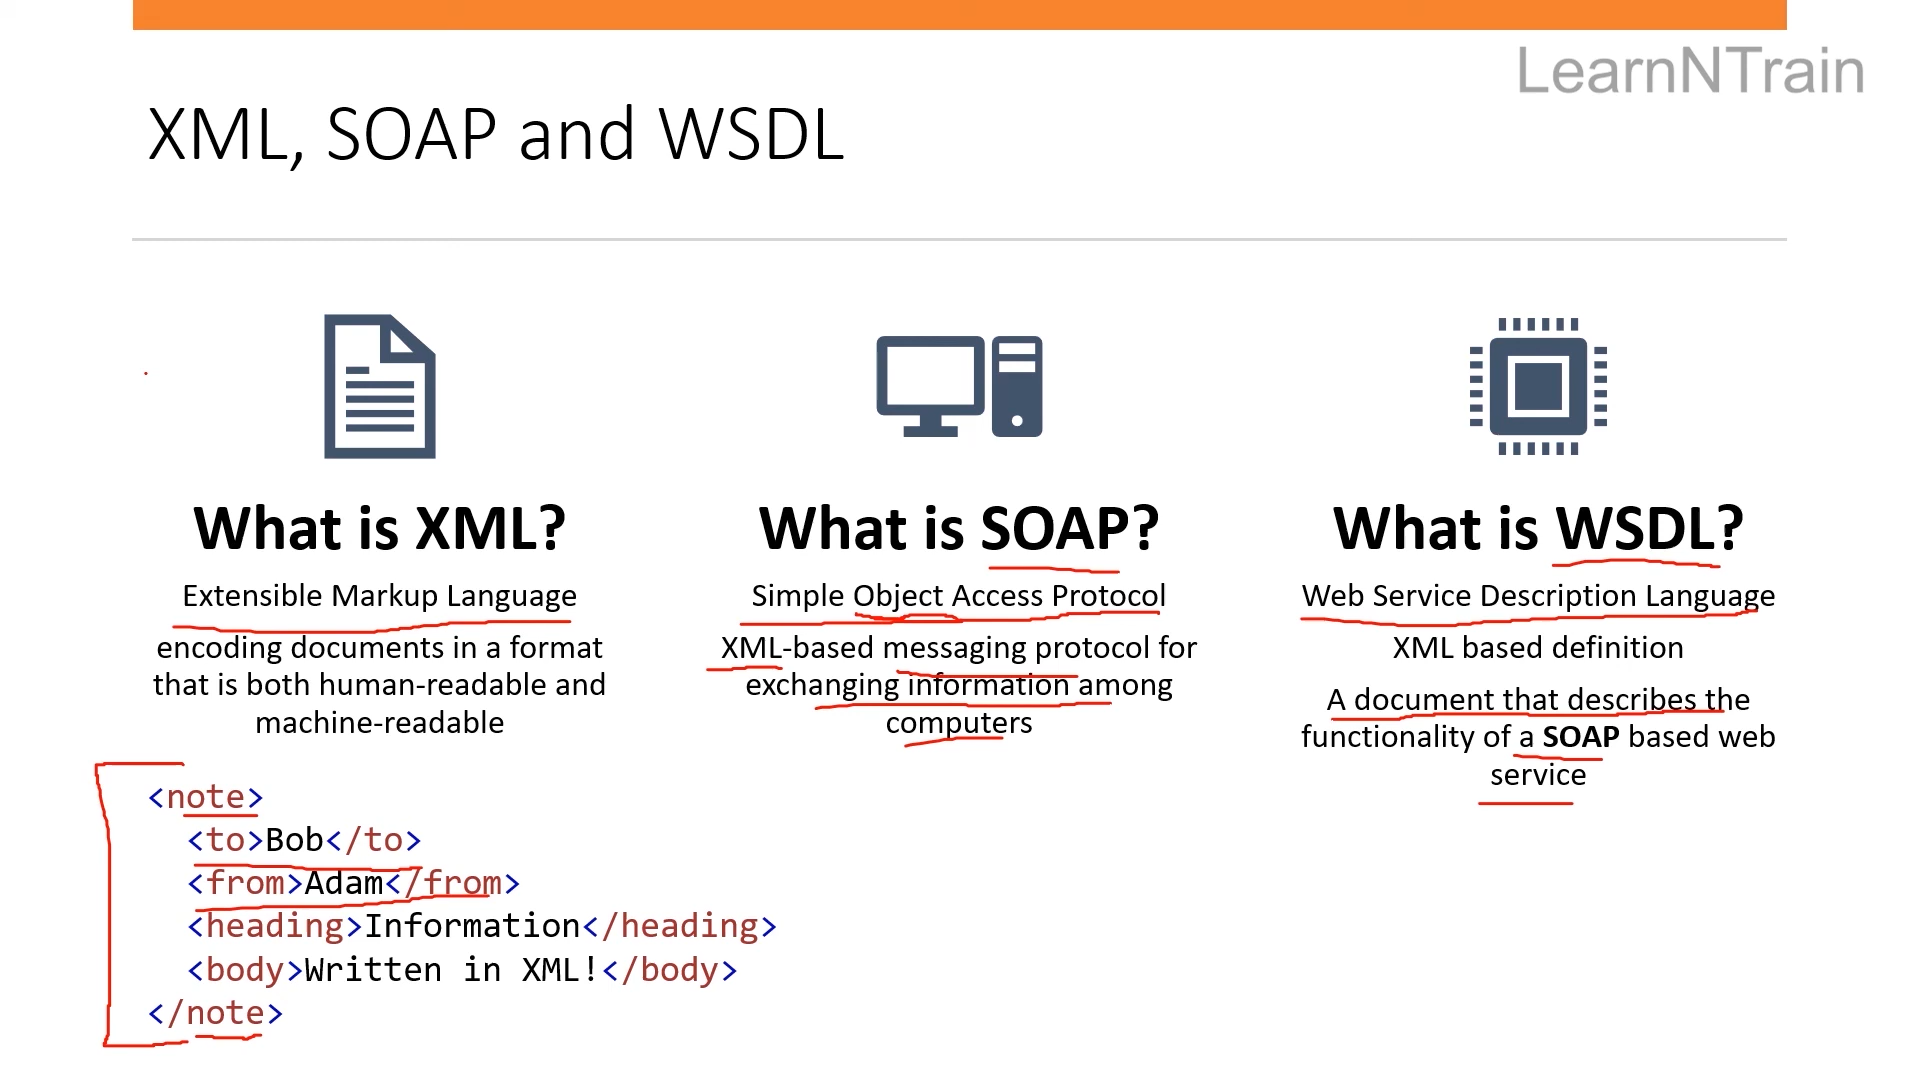 LearnNTrain
XML, SOAP and WSDL
What is XML?
Extensible Markup Language
encoding documents in a format
that is both human-readable and
machine-readable
<note>
<to>Bob</to>
<from>Adam</from>
<heading>Information</heading>
<body>Written in XML!</body>
</note>
What is SOAP?
Simple Object Access Protocol
XML-based messaging protocol for
exchanging information among
computers
What is WSDL?
Web Service Description Language
XML based definition
A document that describes the
functionality of a SOAP based web
service